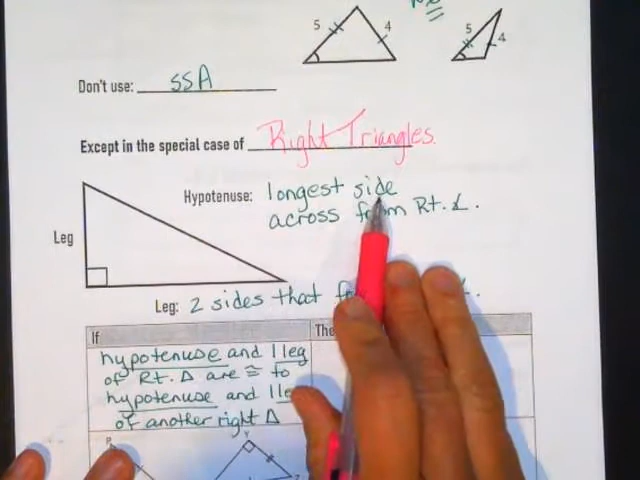 5 4
5 4
Don't use: SSA
Except in the special case of Right Triangles.
Hypotenuse: longest side
across from Rt. ∡.
Leg
Leg: 2 sides that
If
hypotenuse and 1 leg
of Rt. Δ are ≅ to
hypotenuse and 1 le
of another right Δ
The
Y